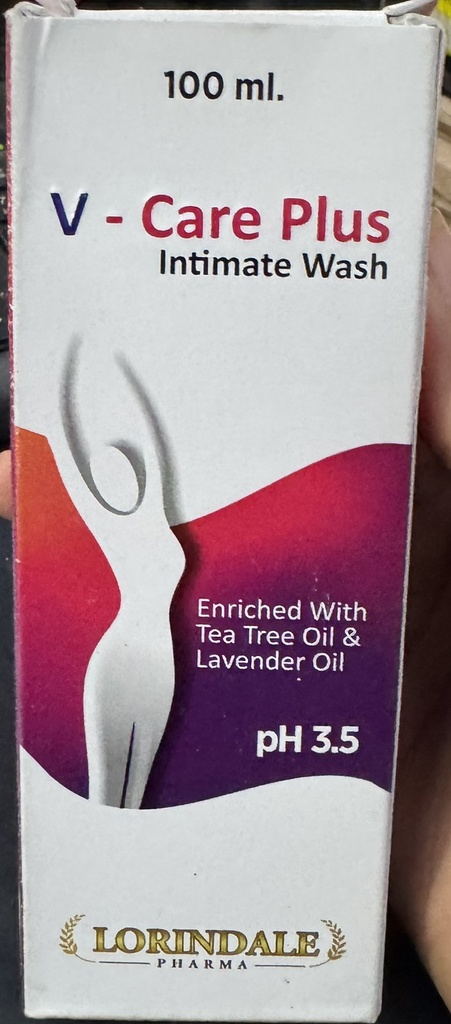 100 ml.
V - Care Plus
Intimate Wash
Enriched With
Tea Tree Oil &
Lavender Oil
pH 3.5
LORINDALE
PHARMA